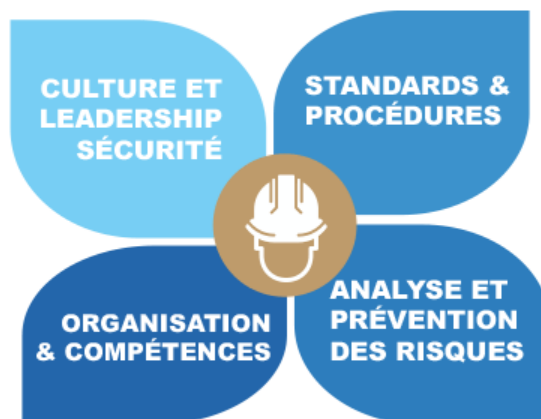 CULTURE ET
LEADERSHIP
SÉCURITÉ
STANDARDS &
PROCÉDURES
ORGANISATION
& COMPÉTENCES
ANALYSE ET
PRÉVENTION
DES RISQUES